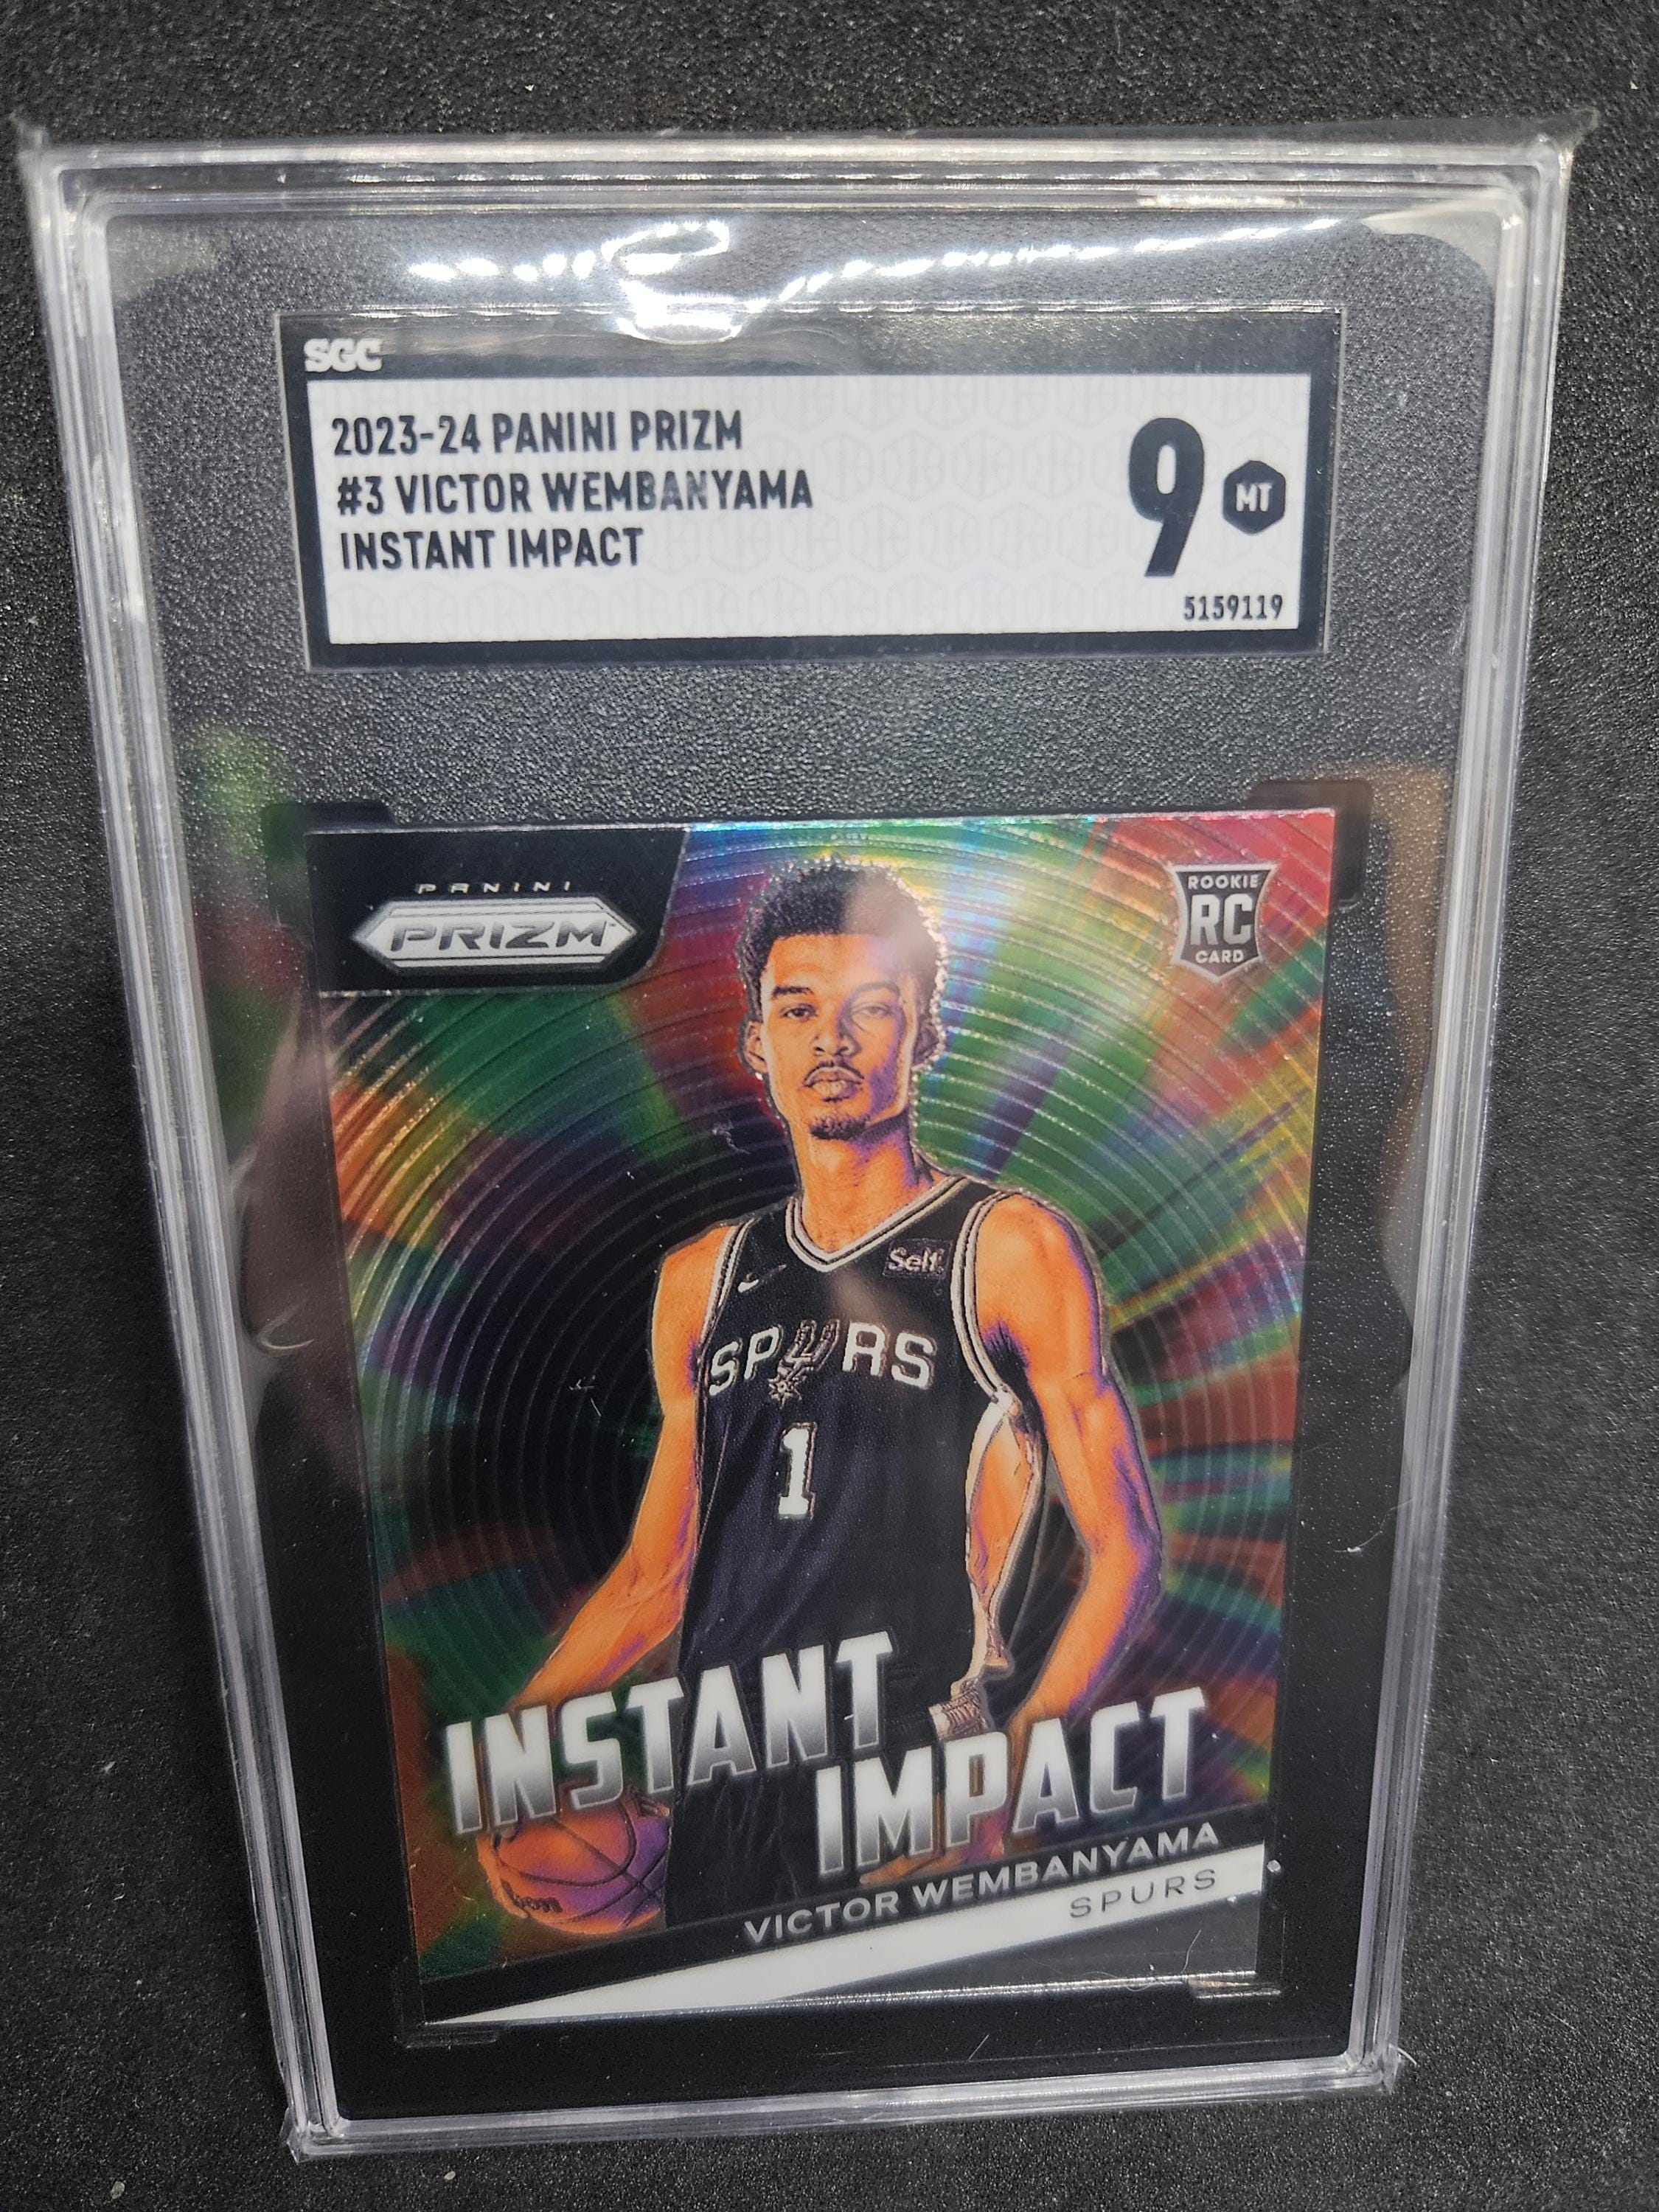 SGC
2023-24 PANINI PRIZM
#3 VICTOR WEMBANYAMA
INSTANT IMPACT
9 MT
5159119
PANINI
PRIZM
ROOKIE
RC
CARD
Self
SPURS
1
INSTANT
IMPACT
VICTOR WEMBANYAMA
SPURS